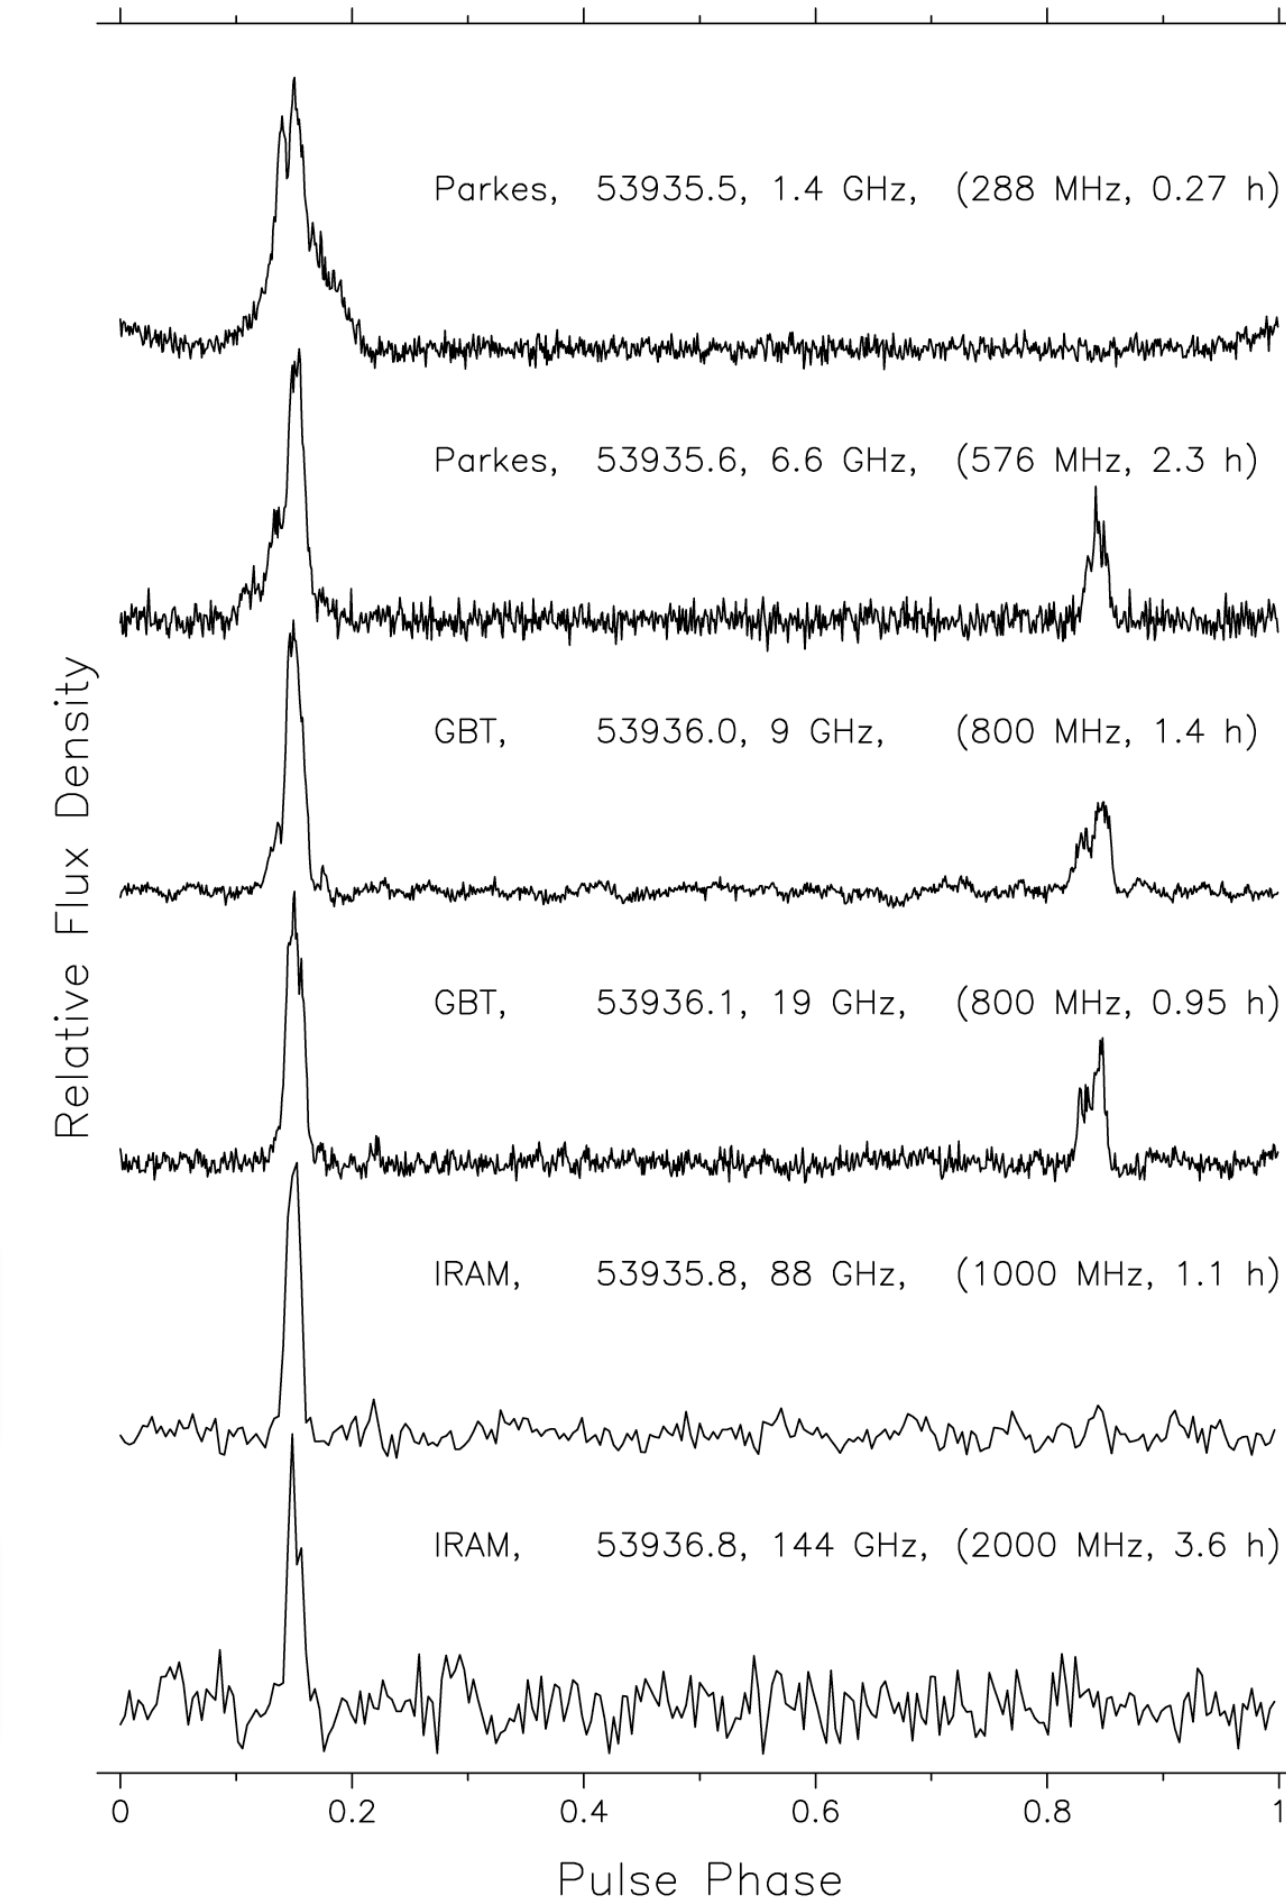 Parkes, 53935.5, 1.4 GHz, (288 MHz, 0.27 h)
Parkes, 53935.6, 6.6 GHz, (576 MHz, 2.3 h)
GBT, 53936.0, 9 GHz, (800 MHz, 1.4 h)
Relative Flux Density
GBT, 53936.1, 19 GHz, (800 MHz, 0.95 h)
IRAM, 53935.8, 88 GHz, (1000 MHz, 1.1 h)
IRAM, 53936.8, 144 GHz, (2000 MHz, 3.6 h)
0 0.2 0.4 0.6 0.8 1
Pulse Phase